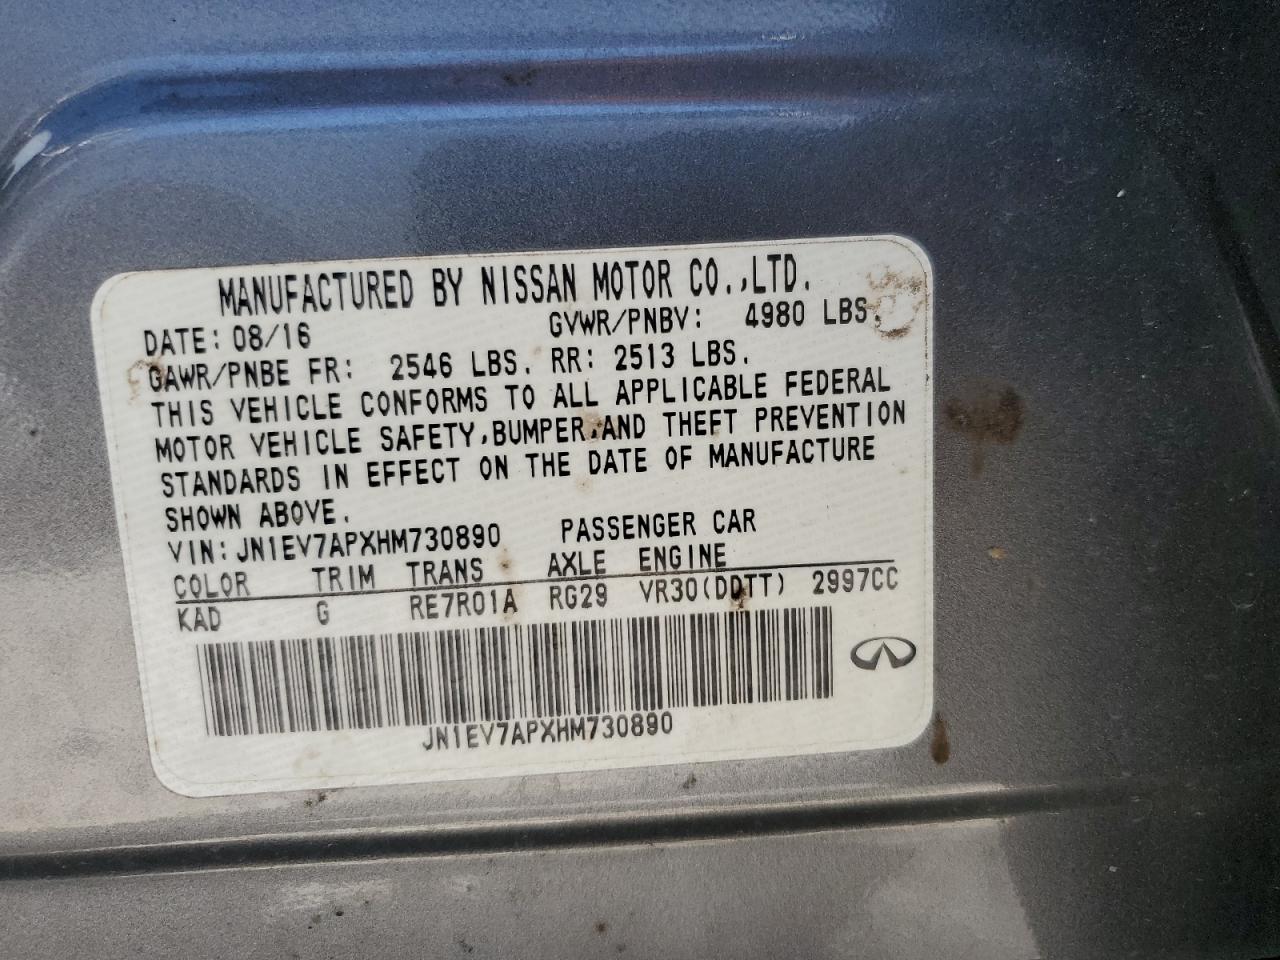 MANUFACTURED BY NISSAN MOTOR CO.,LTD.
DATE: 08/16 GVWR/PNBV: 4980 LBS.
GAWR/PNBE FR: 2546 LBS. RR: 2513 LBS.
THIS VEHICLE CONFORMS TO ALL APPLICABLE FEDERAL
MOTOR VEHICLE SAFETY,BUMPER,AND THEFT PREVENTION
STANDARDS IN EFFECT ON THE DATE OF MANUFACTURE
SHOWN ABOVE.
VIN: JN1EV7APXHM730890 PASSENGER CAR
COLOR TRIM TRANS AXLE ENGINE
KAD G RE7R01A RG29 VR30(DDTT) 2997CC
JN1EV7APXHM730890